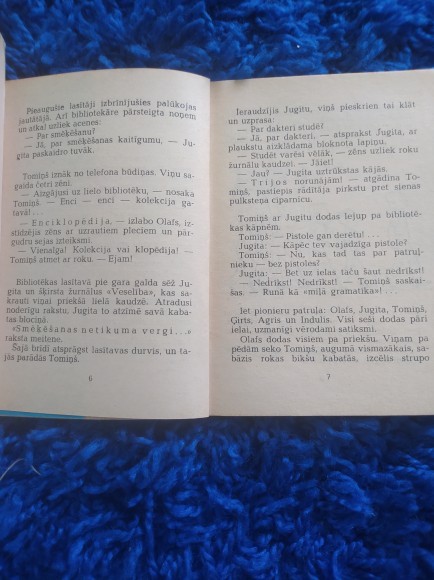 Pieaugušie lasītāji izbrīnījušies palūkojas
jautātājā. Arī bibliotekāre pārsteigta noņem
un atkal uzliek acenes:
— Par smēķēšanu?
— Jā, par smēķēšanas kaitīgumu, — Ju-
gita paskaidro tuvāk.
Tomiņš iznāk no telefona būdiņas. Viņu sa-
gaida četri zēni.
— Aizgājusi uz lielo bibliotēku, — nosaka
Tomiņš. — Enci — enci — kolekcija ga-
tavo! . . .
— Enciklopēdija, — izlabo Olafs, iz-
stīdzējis zēns ar uzrautiem pleciem un pār-
gudru sejas izteiksmi.
— Vienalga! Kolekcija vai klopēdija! —
Tomiņš atmet ar roku. — Ejam!
Bibliotēkas lasītavā pie gara galda sēž Ju-
gita un šķirsta žurnālus «Veselība», kas sa-
krauti viņai priekšā lielā kaudzē. Atradusi
noderīgu rakstu, Jugita to atzīmē savā kaba-
tas blociņā.
«Smēķēšanas netikuma vergi...»
raksta meitene.
Šajā brīdī atsprāgst lasītavas durvis, un ta-
jās parādās Tomiņš.
6
Ieraudzījis Jugitu, viņš pieskrien tai klāt
un uzprasa:
— Par dakteri studē?
— Jā, par dakteri, — atsprakst Jugita, ar
plaukstu aizklādama bloknota lapiņu.
— Studēt varēsi vēlāk, — zēns uzliek roku
žurnālu kaudzei. — Jāiet!
— Jau? — Jugita uztrūkstas kājās.
— Trijos norunājām! — atgādina To-
miņš, pastiepis rādītāja pirkstu pret sienas
pulksteņa ciparnīcu.
Tomiņš ar Jugitu dodas lejup pa bibliotē-
kas kāpnēm.
Tomiņš: — Pistole gan derētu! . . .
Jugita: — Kāpēc tev vajadzīga pistole?
Tomiņš: — Nu, kas tad tas par patruļ-
nieku — bez pistoles?
Jugita: — Bet uz ielas taču šaut nedrīkst!
— Nedrīkst! Nedrīkst! — Tomiņš saskai-
šas. — Runā kā «mīļā gramatika»! . . .
Iet pionieru patruļa: Olafs, Jugita, Tomiņš,
Ģirts, Agris un Indulis. Visi seši dodas pāri
ielai, uzmanīgi vērodami satiksmi.
Olafs dodas visiem pa priekšu. Viņam pa
pēdām seko Tomiņš, augumā vismazākais, sa-
bāzis rokas bikšu kabatās, izcēlis strupo
7